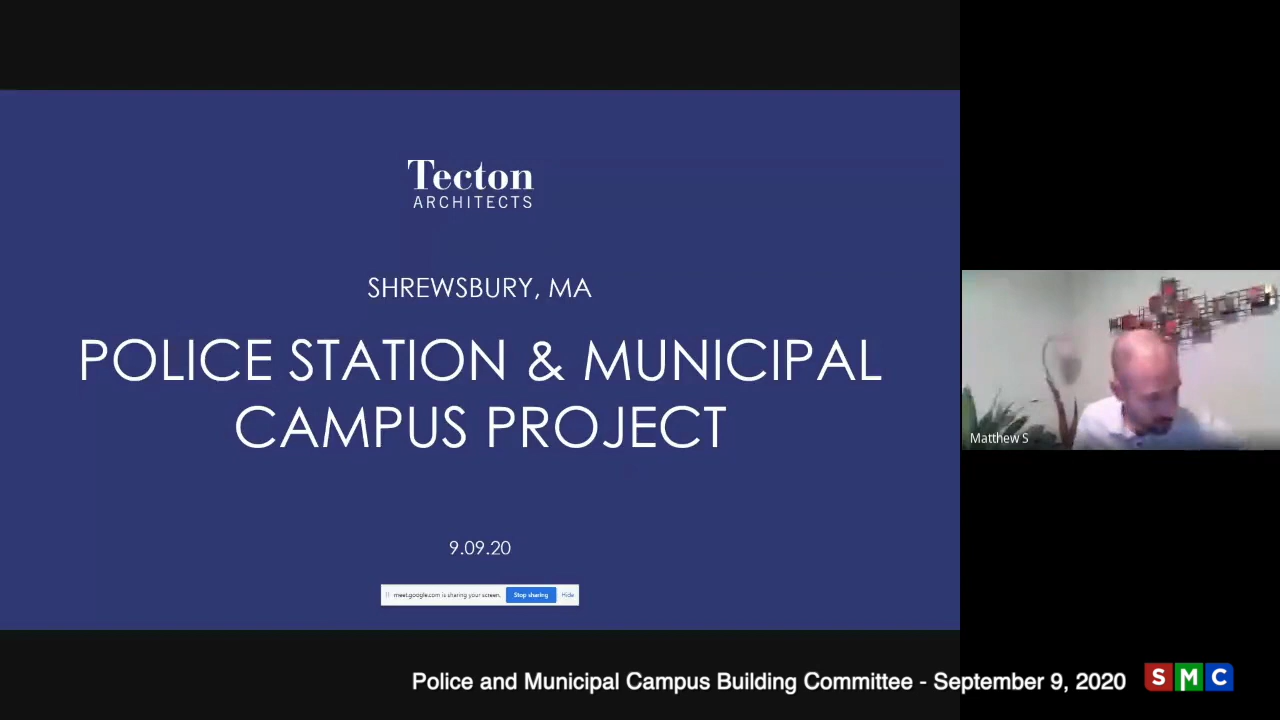 Tecton
ARCHITECTS
SHREWSBURY, MA
POLICE STATION & MUNICIPAL
CAMPUS PROJECT
9.09.20
meet.google.com is sharing your screen. Stop sharing Hide
Matthew S
Police and Municipal Campus Building Committee - September 9, 2020 SMC